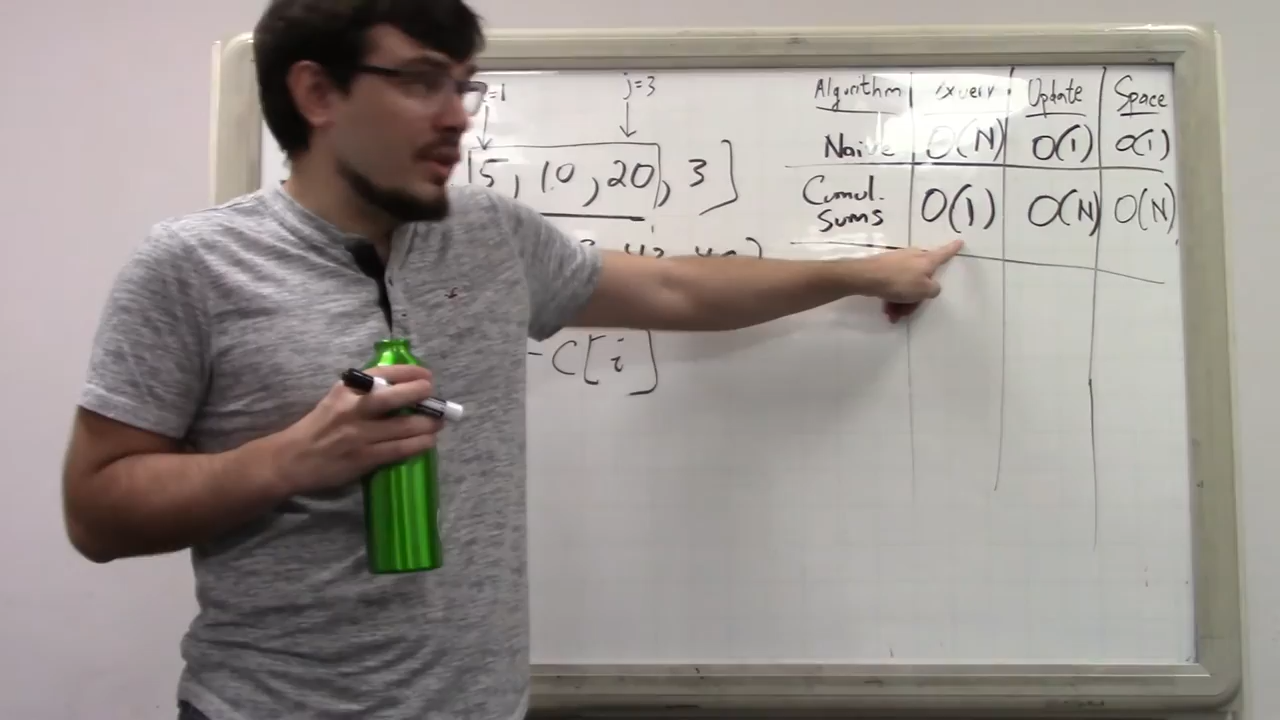 =1
j=3
[5, 10, 20, 3]
- C[i]
Algorithm Query Update Space
Naive O(N) O(1) O(1)
Cumul.
Sums O(1) O(N) O(N)